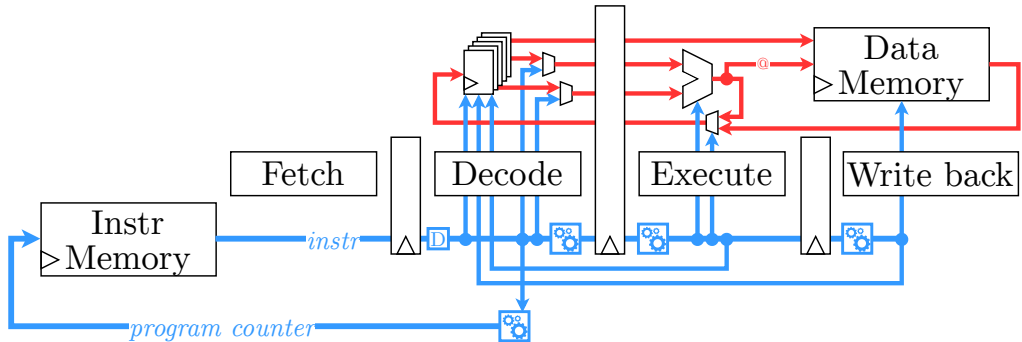 Data
Memory
@
Fetch
Decode
Execute
Write back
Instr
Memory
instr
D
program counter